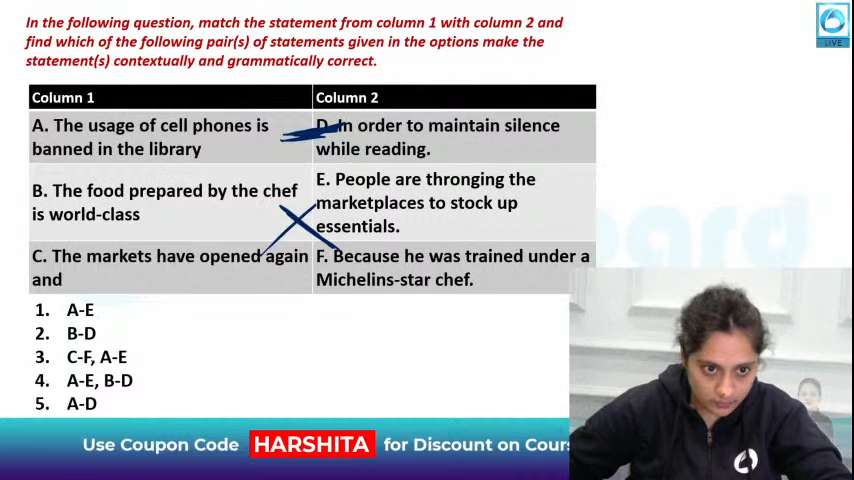 In the following question, match the statement from column 1 with column 2 and
find which of the following pair(s) of statements given in the options make the
statement(s) contextually and grammatically correct.
LIVE
Column 1
Column 2
A. The usage of cell phones is
banned in the library
D. In order to maintain silence
while reading.
B. The food prepared by the chef
is world-class
E. People are thronging the
marketplaces to stock up
essentials.
C. The markets have opened again
and
F. Because he was trained under a
Michelins-star chef.
1. A-E
2. B-D
3. C-F, A-E
4. A-E, B-D
5. A-D
Use Coupon Code HARSHITA for Discount on Cours